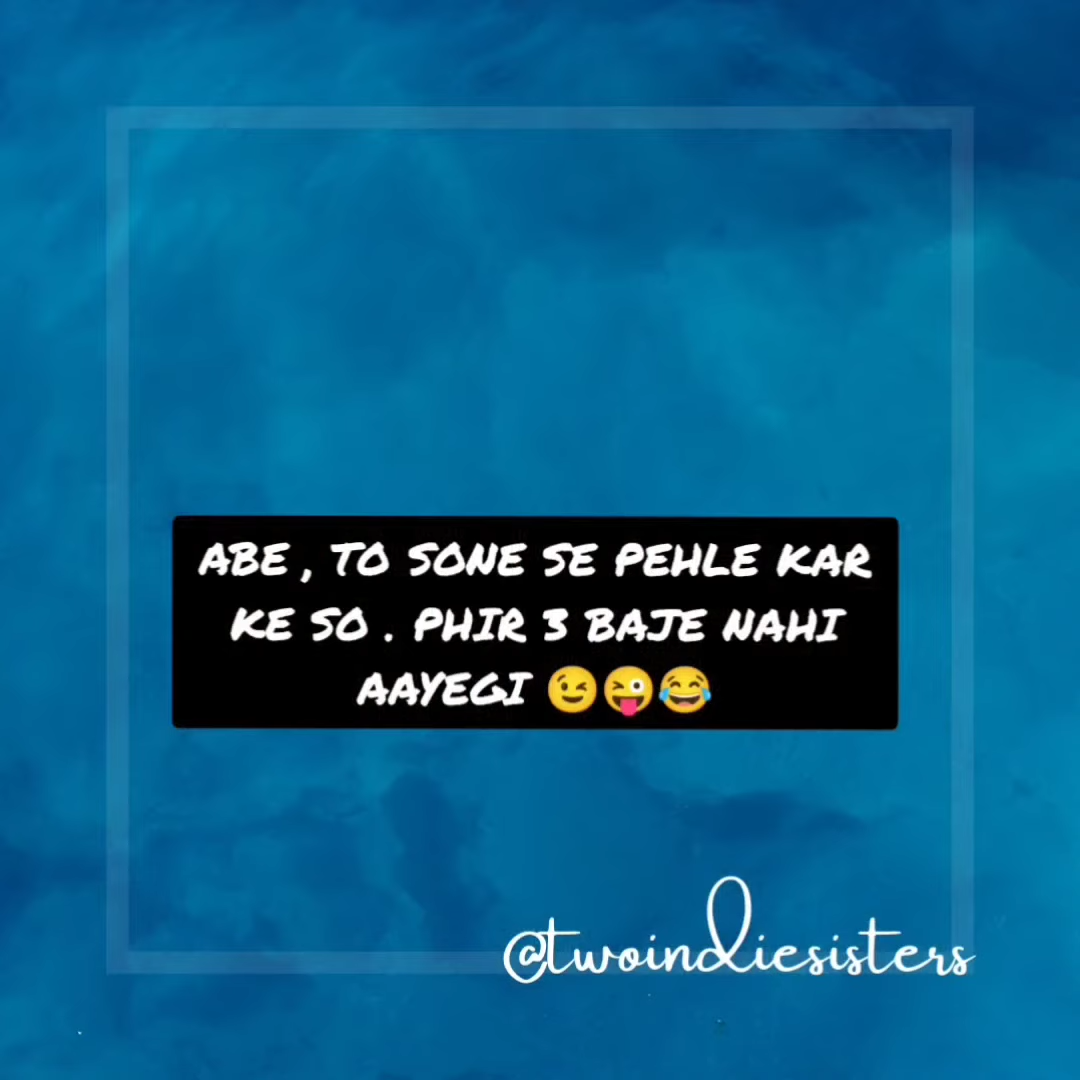 ABE , TO SONE SE PEHLE KAR
KE SO . PHIR 3 BAJE NAHI
AAYEGI 😉😜😂
@twoindiesisters